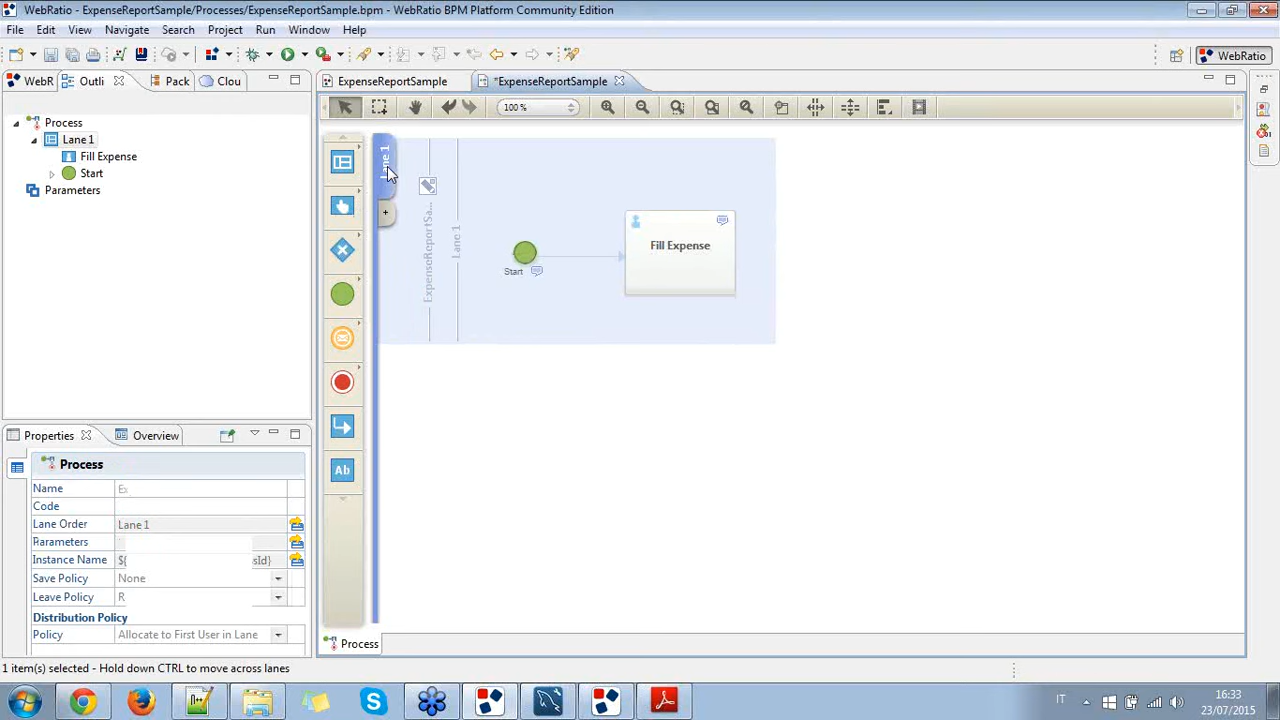 WebRatio - ExpenseReportSample/Processes/ExpenseReportSample.bpm - WebRatio BPM Platform Community Edition
File Edit View Navigate Search Project Run Window Help
WebRatio
WebR Outli Pack Clou
ExpenseReportSample *ExpenseReportSample
100 %
Process
Lane 1
Fill Expense
Start
Parameters
Lane 1
+
ExpenseReportSa...
Lane 1
Start
Fill Expense
Ab
Properties Overview
Process
Name Ex
Code
Lane Order Lane 1
Parameters
Instance Name ${ sId}
Save Policy None
Leave Policy R
Distribution Policy
Policy Allocate to First User in Lane
Process
1 item(s) selected - Hold down CTRL to move across lanes
IT
16:33
23/07/2015